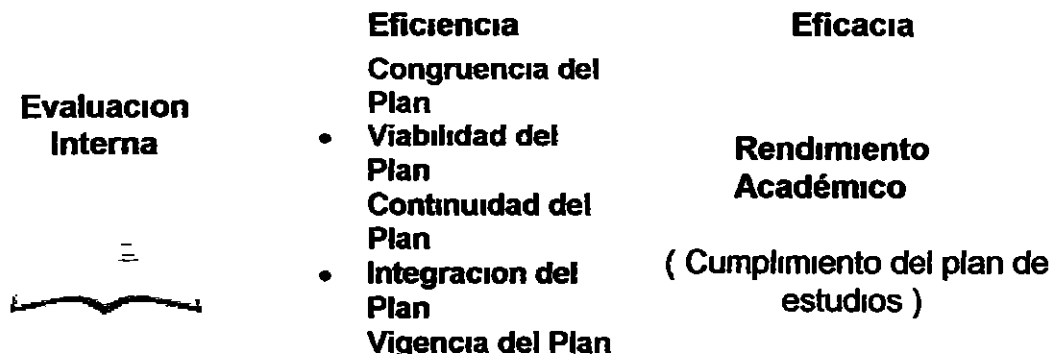 Eficiencia
Eficacia
Evaluacion
Interna
Congruencia del
Plan
• Viabilidad del
Plan
Continuidad del
Plan
• Integracion del
Plan
Vigencia del Plan
Rendimiento
Académico
( Cumplimiento del plan de
estudios )